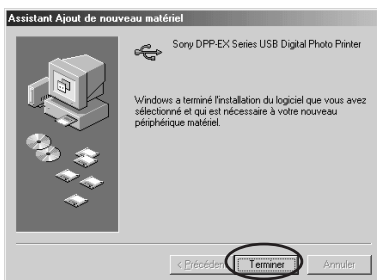 Assistant Ajout de nouveau matériel
Sony DPP-EX Series USB Digital Photo Printer
Windows a terminé l'installation du logiciel que vous avez
sélectionné et qui est nécessaire à votre nouveau
périphérique matériel.
< Précéden Terminer Annuler